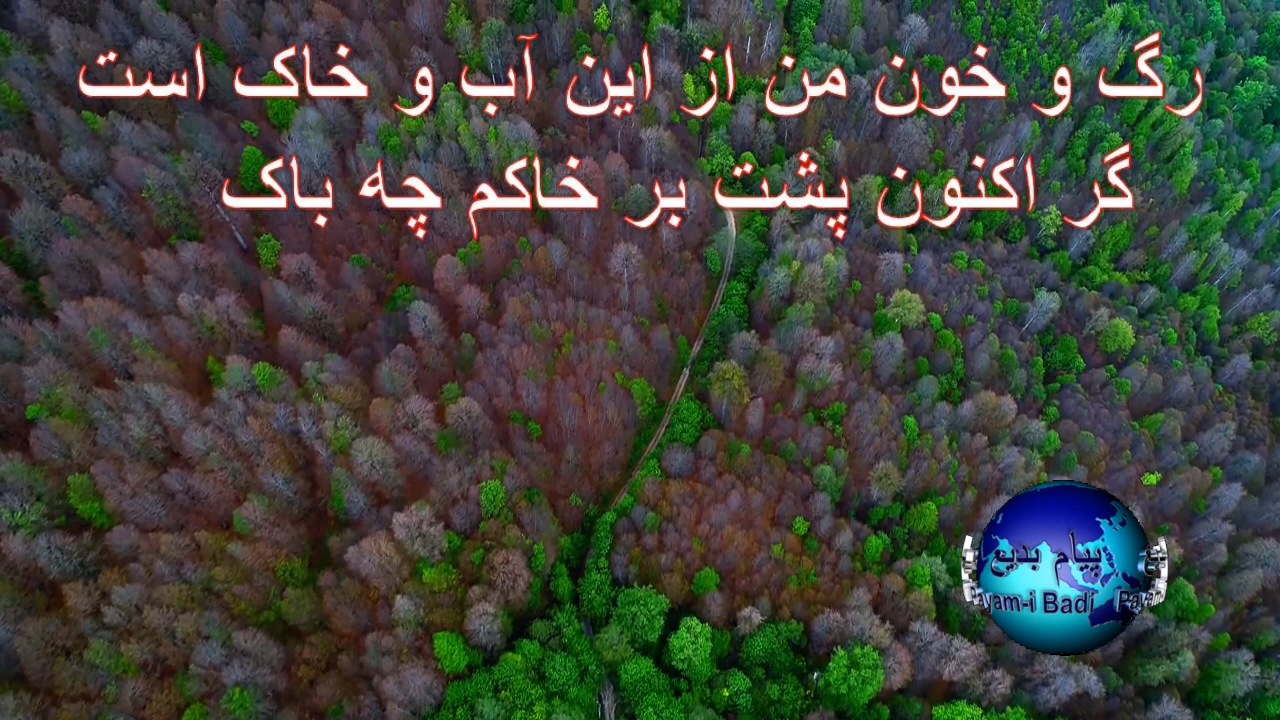 رگ و خون من از این آب و خاک است
گر اکنون پشت بر خاکم چه باک
پیام بدیع
Payam-i Badi